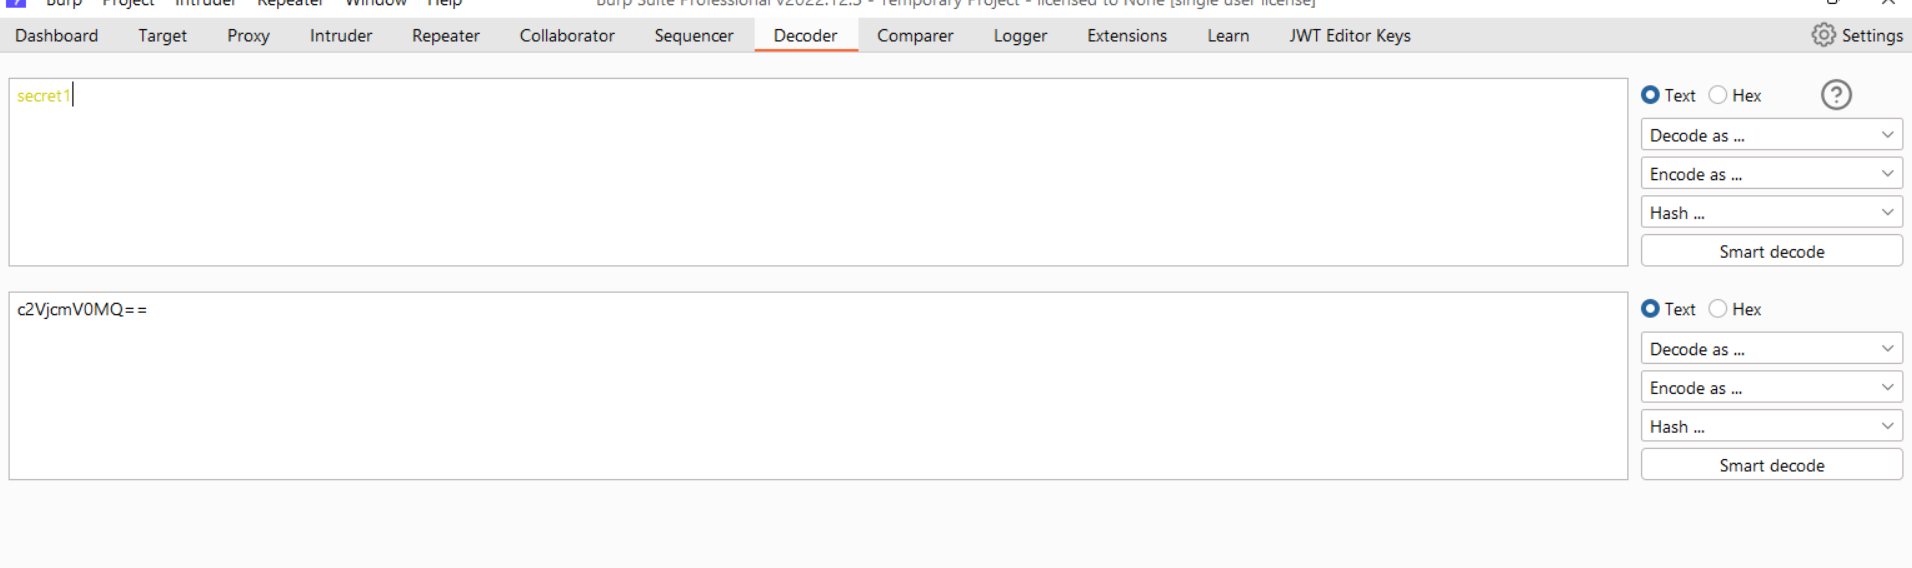 Burp Project Intruder Repeater Window Help Burp Suite Professional v2022.12.5 - Temporary Project - licensed to None [single user license]
Dashboard Target Proxy Intruder Repeater Collaborator Sequencer Decoder Comparer Logger Extensions Learn JWT Editor Keys Settings
secret1
Text Hex ?
Decode as ...
Encode as ...
Hash ...
Smart decode
c2VjcmV0MQ==
Text Hex
Decode as ...
Encode as ...
Hash ...
Smart decode